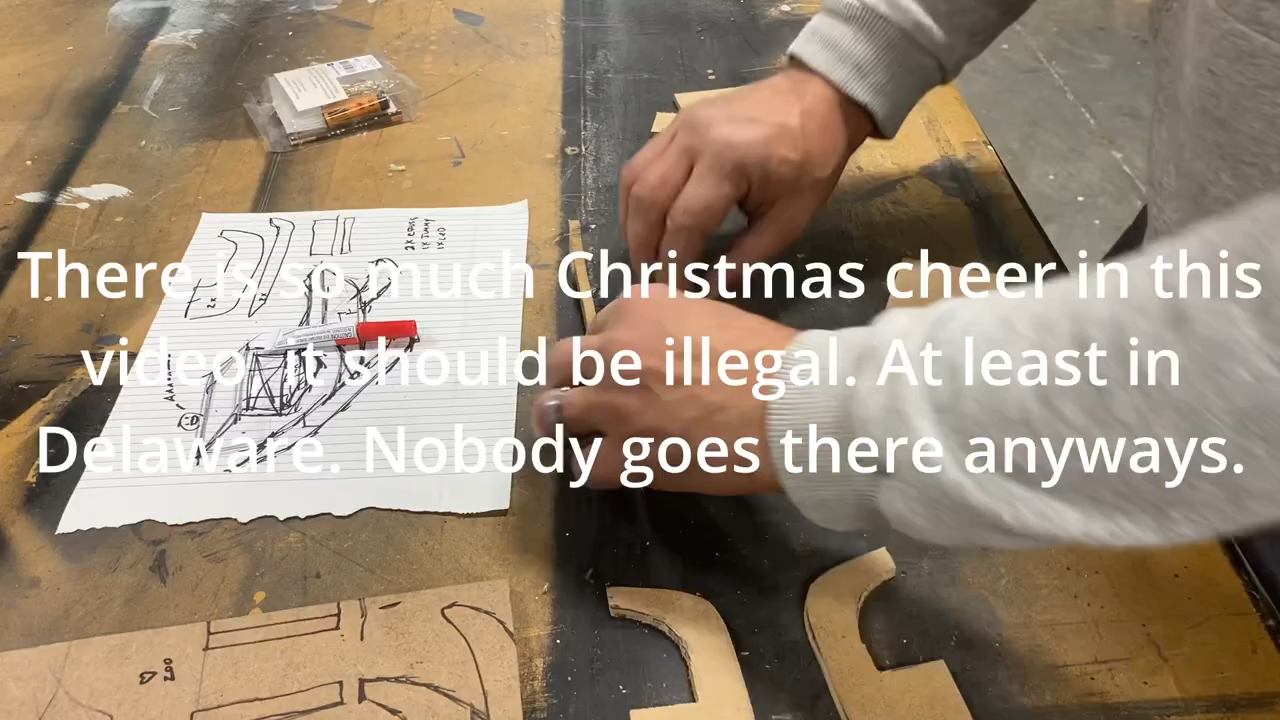 There is so much Christmas cheer in this
video, it should be illegal. At least in
Delaware. Nobody goes there anyways.